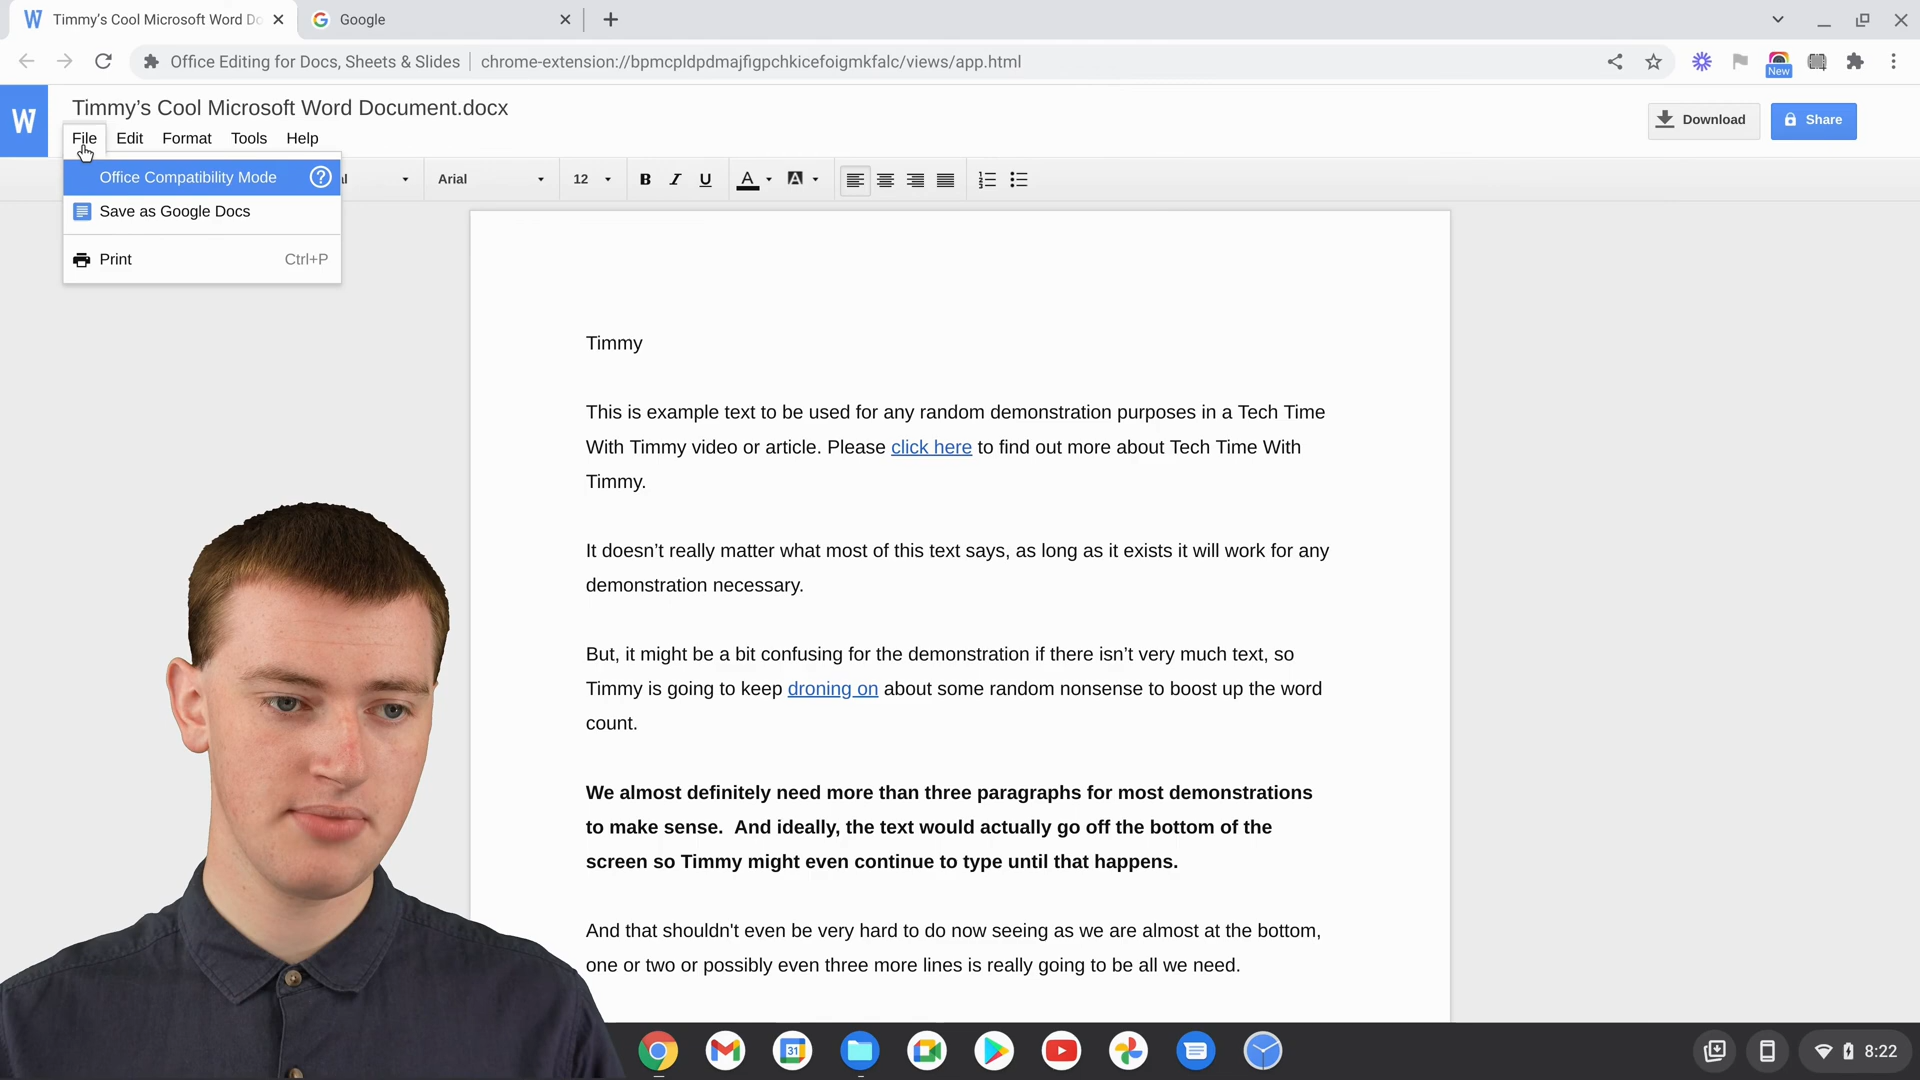 Timmy's Cool Microsoft Word Do
Google
Office Editing for Docs, Sheets & Slides
chrome-extension://bpmcpldpdmajfigpchkicefoigmkfalc/views/app.html
New
W
Timmy’s Cool Microsoft Word Document.docx
Download
Share
File Edit Format Tools Help
Office Compatibility Mode
Arial
12
B I U A A
Save as Google Docs
Print Ctrl+P
Timmy
This is example text to be used for any random demonstration purposes in a Tech Time
With Timmy video or article. Please click here to find out more about Tech Time With
Timmy.
It doesn’t really matter what most of this text says, as long as it exists it will work for any
demonstration necessary.
But, it might be a bit confusing for the demonstration if there isn’t very much text, so
Timmy is going to keep droning on about some random nonsense to boost up the word
count.
We almost definitely need more than three paragraphs for most demonstrations
to make sense.  And ideally, the text would actually go off the bottom of the
screen so Timmy might even continue to type until that happens.
And that shouldn't even be very hard to do now seeing as we are almost at the bottom,
one or two or possibly even three more lines is really going to be all we need.
31
8:22